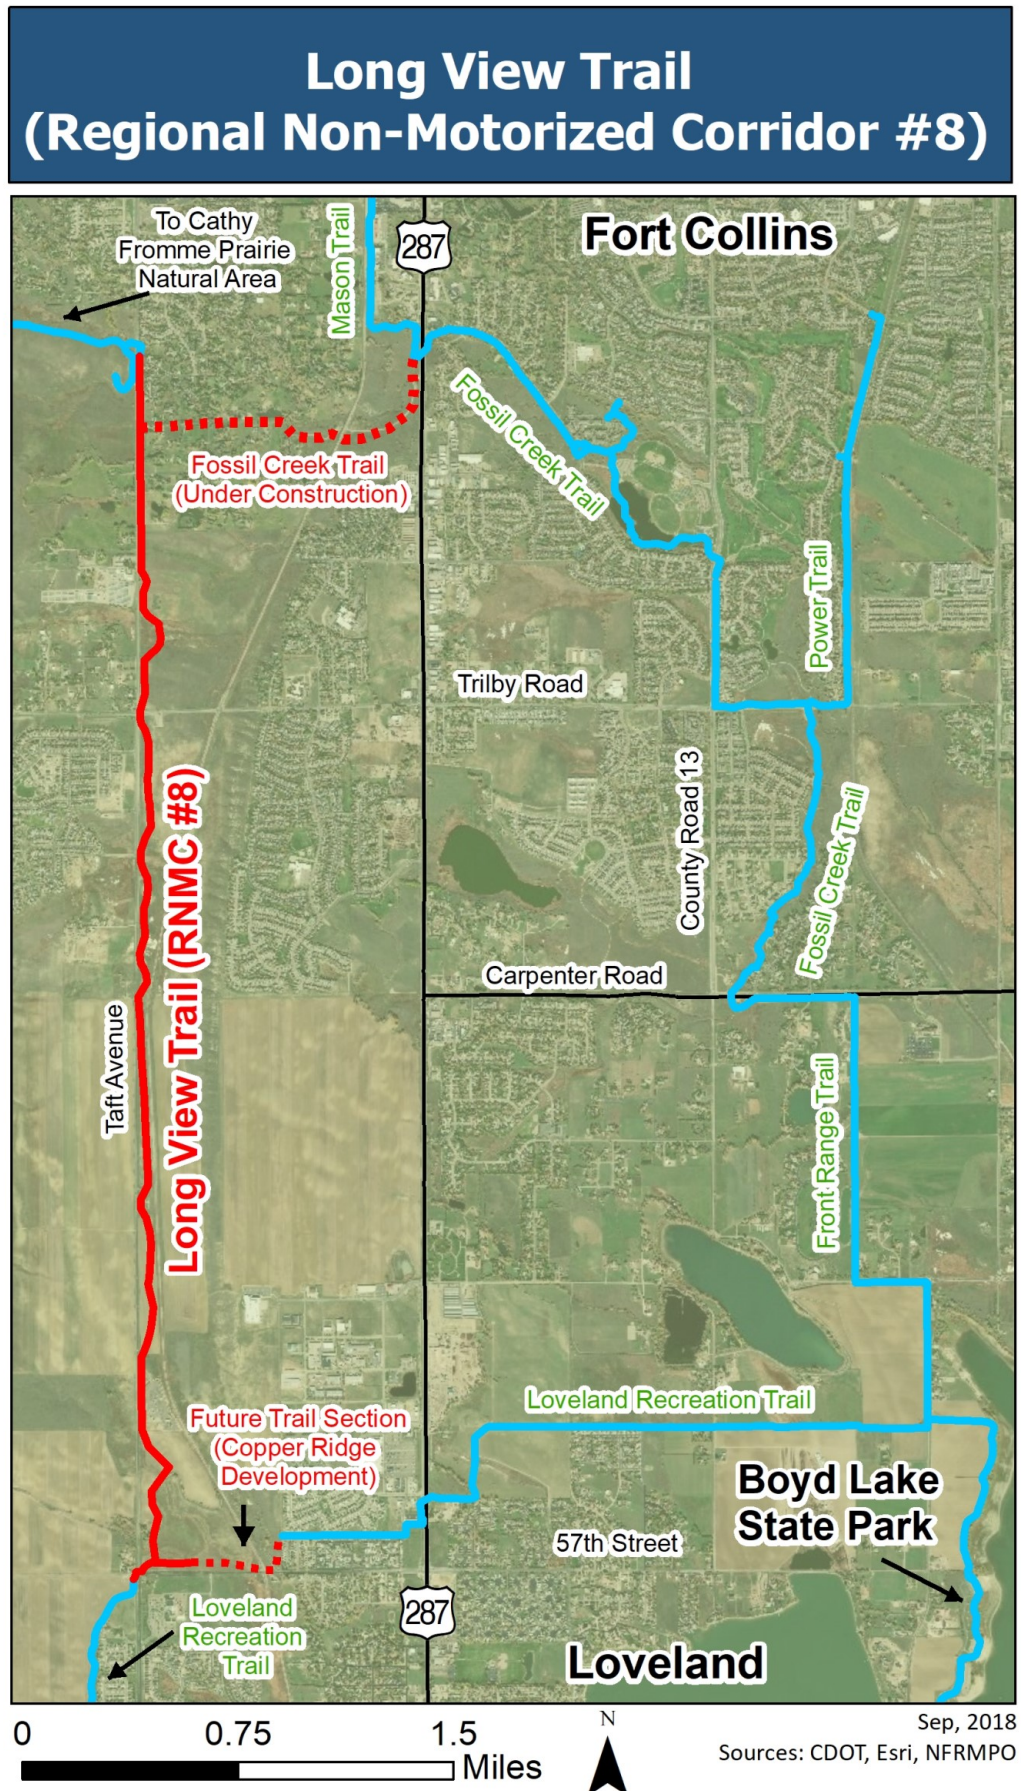 Long View Trail
(Regional Non-Motorized Corridor #8)
To Cathy
Fromme Prairie
Natural Area
Mason Trail
287
Fort Collins
Fossil Creek Trail
Fossil Creek Trail
(Under Construction)
Power Trail
Trilby Road
County Road 13
Long View Trail (RNMC #8)
Fossil Creek Trail
Carpenter Road
Taft Avenue
Front Range Trail
Loveland Recreation Trail
Future Trail Section
(Copper Ridge
Development)
Boyd Lake
State Park
57th Street
287
Loveland
Recreation
Trail
Loveland
0 0.75 1.5
Miles
N
Sep, 2018
Sources: CDOT, Esri, NFRMPO